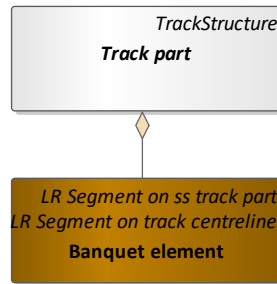 TrackStructure
Track part
LR Segment on ss track part
LR Segment on track centreline
Banquet element